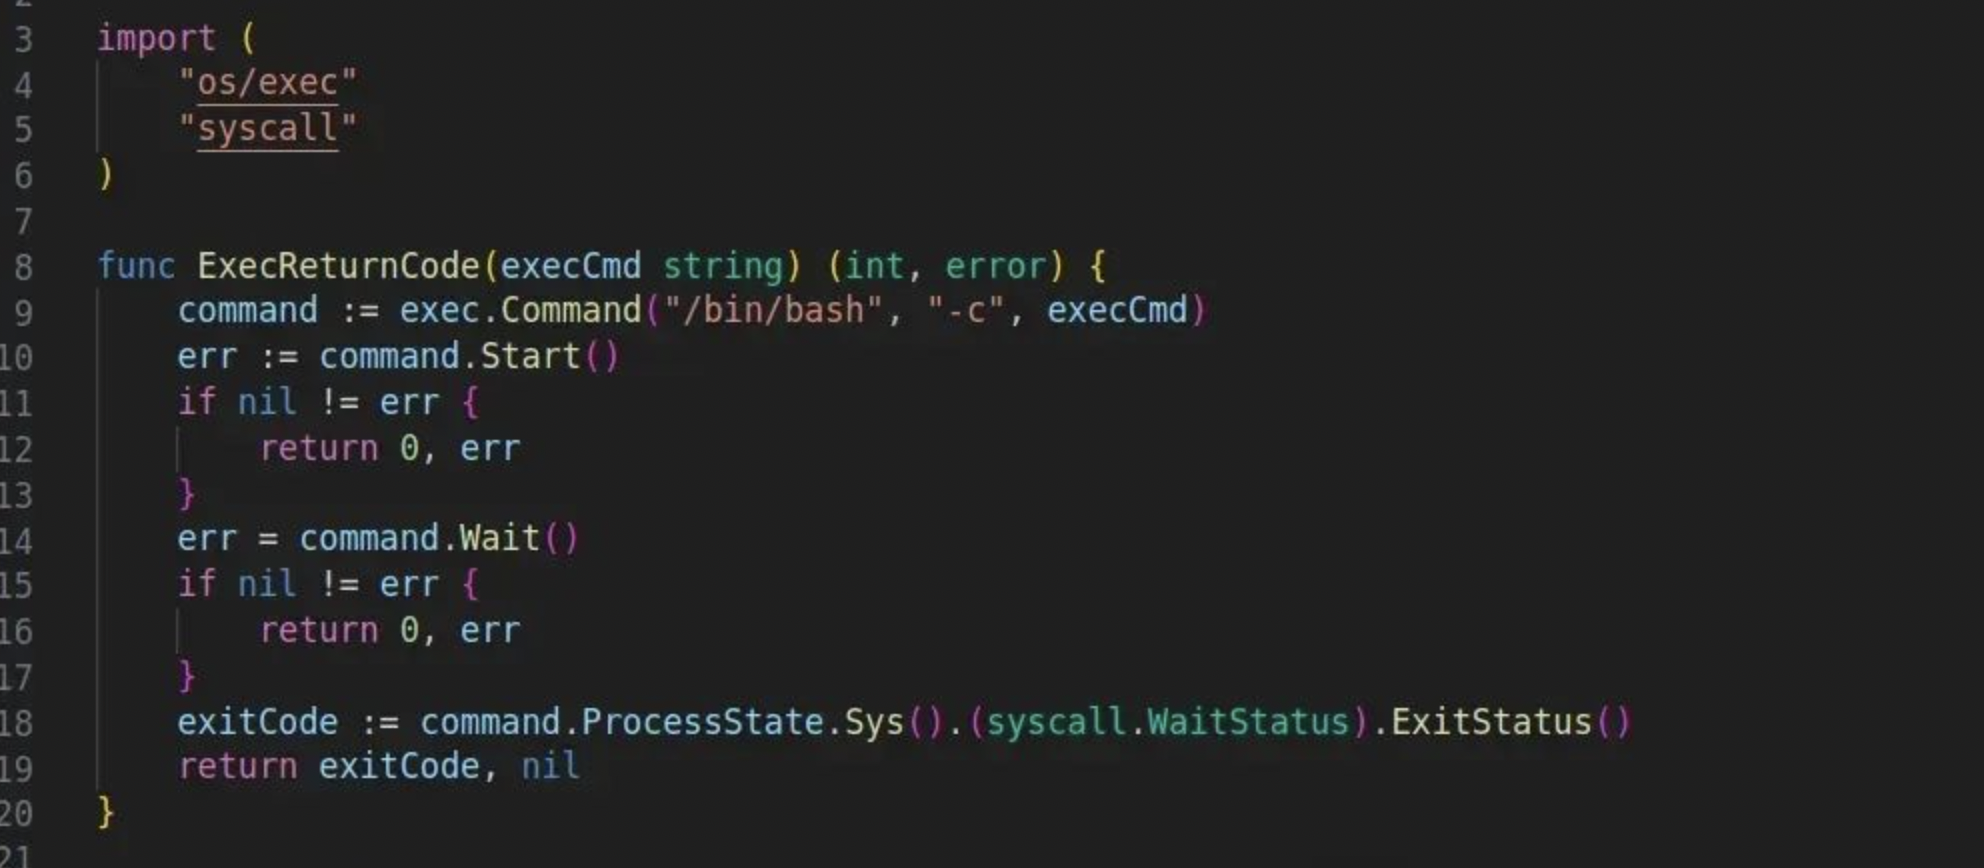 3 import (
4     "os/exec"
5     "syscall"
6 )
7
8 func ExecReturnCode(execCmd string) (int, error) {
9     command := exec.Command("/bin/bash", "-c", execCmd)
10     err := command.Start()
11     if nil != err {
12         return 0, err
13     }
14     err = command.Wait()
15     if nil != err {
16         return 0, err
17     }
18     exitCode := command.ProcessState.Sys().(syscall.WaitStatus).ExitStatus()
19     return exitCode, nil
20 }
21